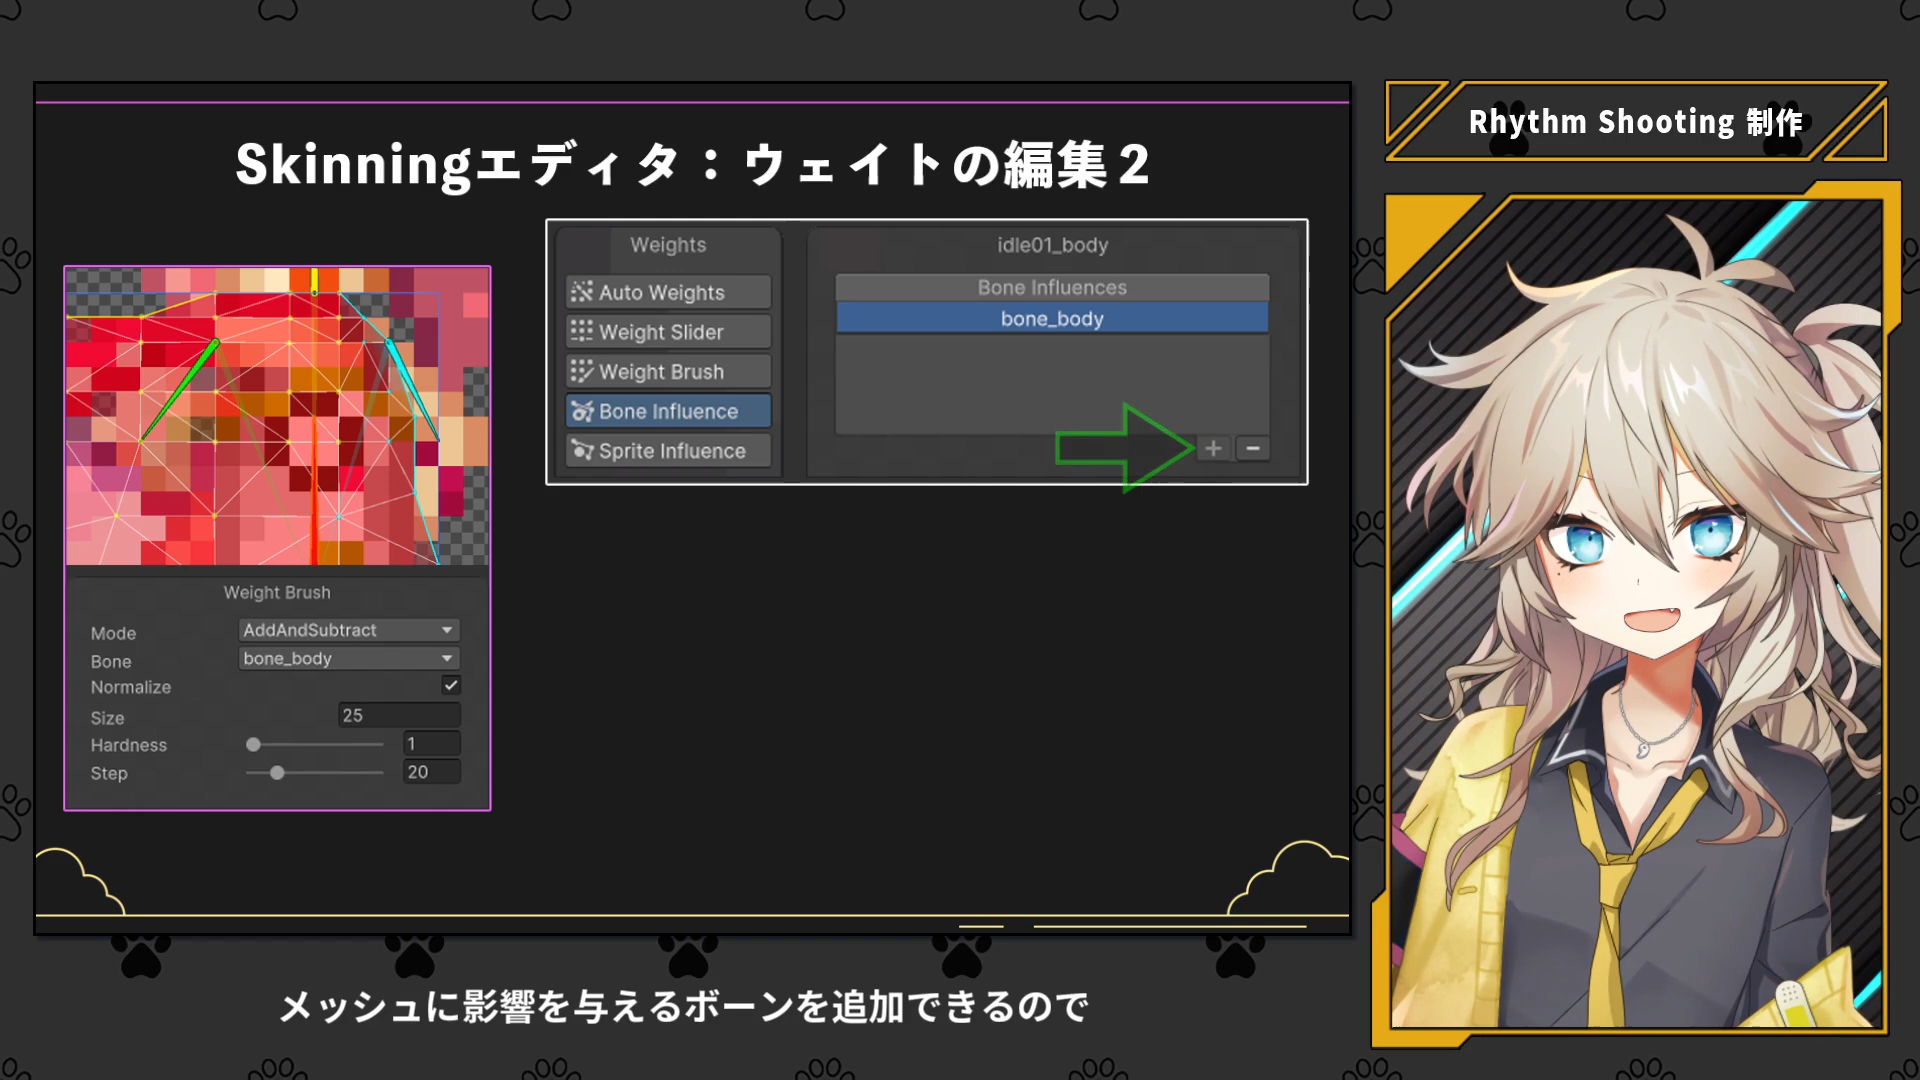 Rhythm Shooting 制作
Skinningエディタ：ウェイトの編集２
Weights
Auto Weights
Weight Slider
Weight Brush
Bone Influence
Sprite Influence
idle01_body
Bone Influences
bone_body
+ −
Weight Brush
Mode AddAndSubtract
Bone bone_body
Normalize
Size 25
Hardness 1
Step 20
メッシュに影響を与えるボーンを追加できるので